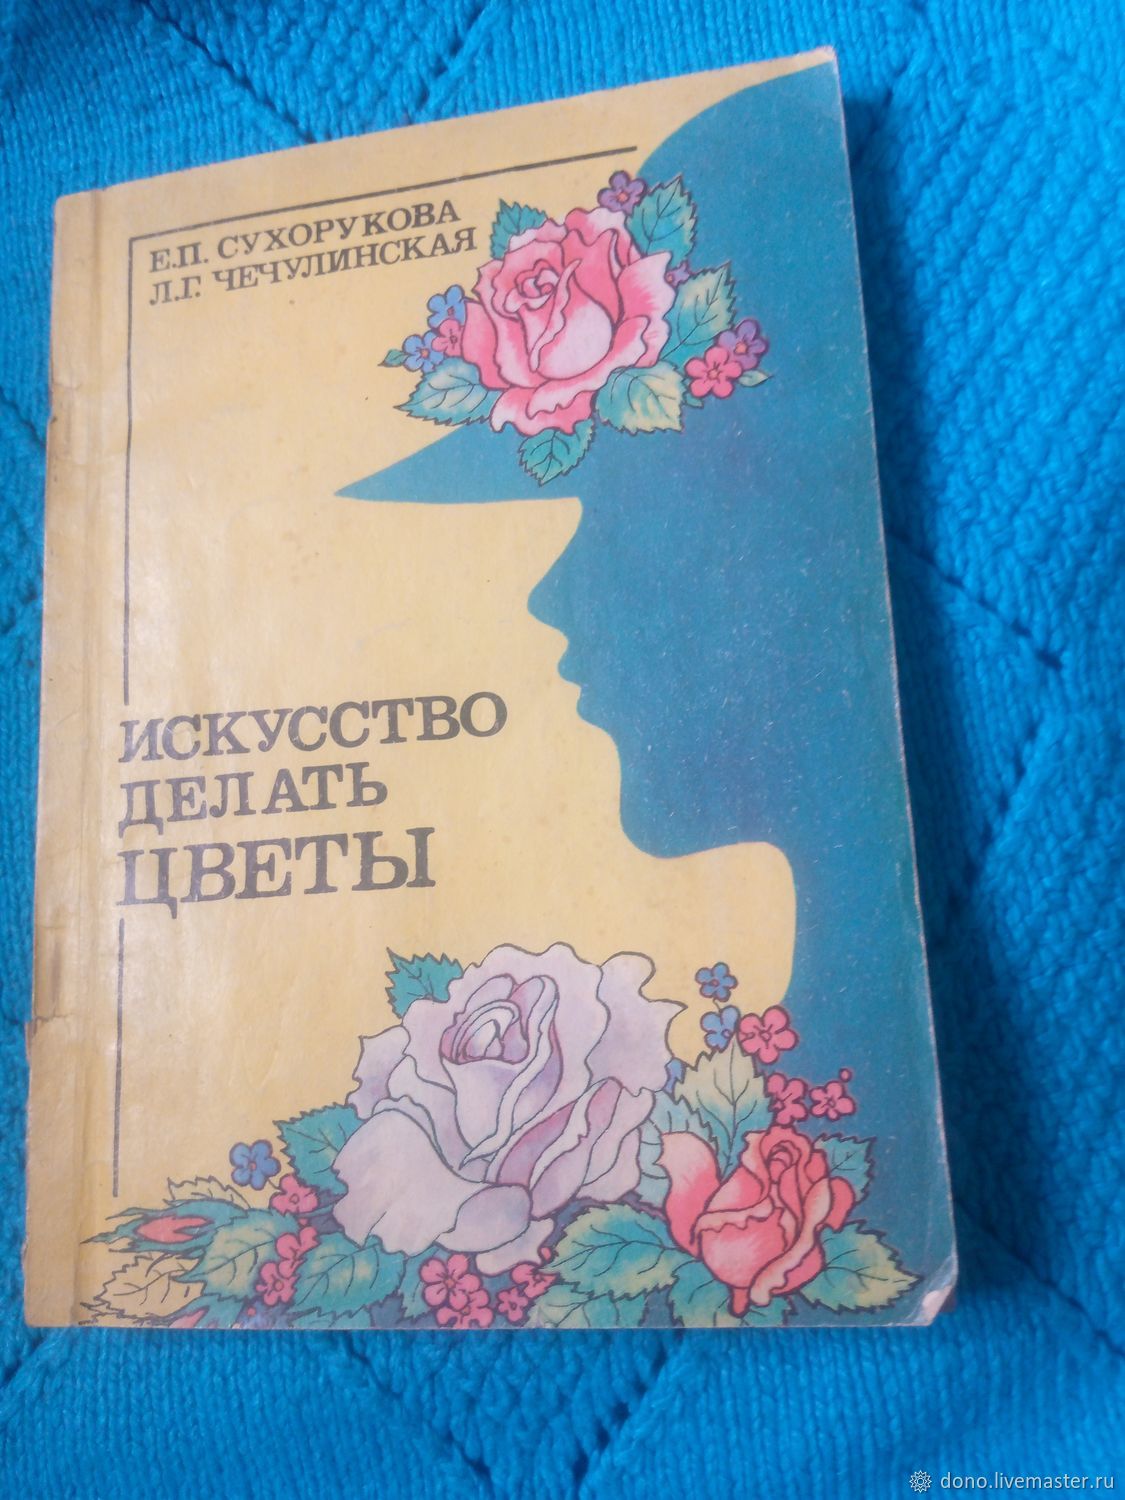 Е.П. СУХОРУКОВА
Л.Г. ЧЕЧУЛИНСКАЯ
ИСКУССТВО
ДЕЛАТЬ
ЦВЕТЫ
dono.livemaster.ru